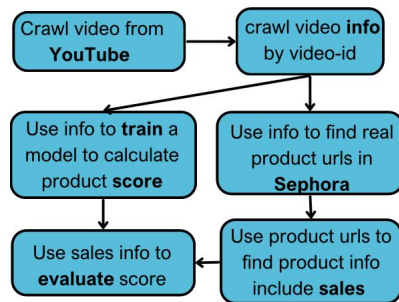 Crawl video from
YouTube
crawl video info
by video-id
Use info to train a
model to calculate
product score
Use info to find real
product urls in
Sephora
Use sales info to
evaluate score
Use product urls to
find product info
include sales